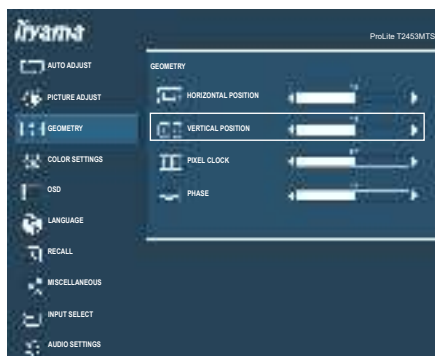 iiyama
ProLite T2453MTS
AUTO ADJUST
PICTURE ADJUST
GEOMETRY
COLOR SETTINGS
OSD
LANGUAGE
RECALL
MISCELLANEOUS
INPUT SELECT
AUDIO SETTINGS
GEOMETRY
HORIZONTAL POSITION
VERTICAL POSITION
PIXEL CLOCK
PHASE